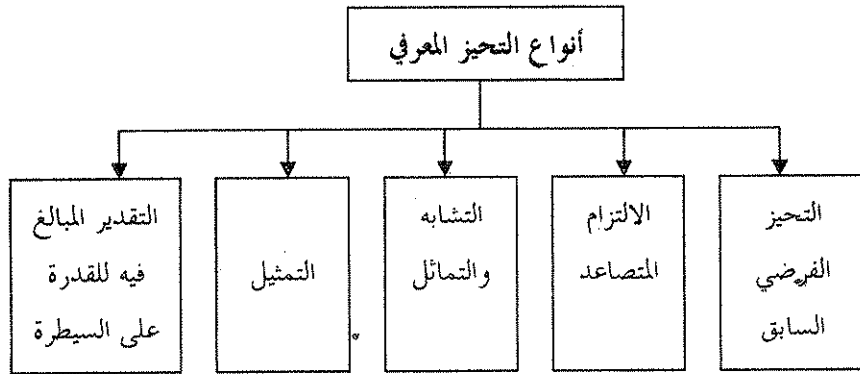 أنواع التحيز المعرفي
التحيز
الفرضي
السابق
الالتزام
المتصاعد
التشابه
والتماثل
التمثيل
التقدير المبالغ
فيه للقدرة
على السيطرة